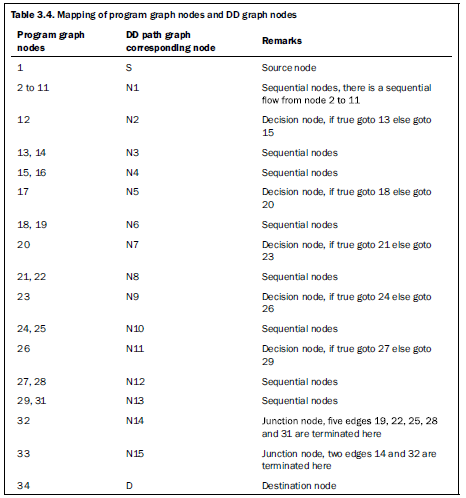 Table 3.4. Mapping of program graph nodes and DD graph nodes
Program graph nodes DD path graph corresponding node Remarks
1 S Source node
2 to 11 N1 Sequential nodes, there is a sequential
flow from node 2 to 11
12 N2 Decision node, if true goto 13 else goto
15
13, 14 N3 Sequential nodes
15, 16 N4 Sequential nodes
17 N5 Decision node, if true goto 18 else goto
20
18, 19 N6 Sequential nodes
20 N7 Decision node, if true goto 21 else goto
23
21, 22 N8 Sequential nodes
23 N9 Decision node, if true goto 24 else goto
26
24, 25 N10 Sequential nodes
26 N11 Decision node, if true goto 27 else goto
29
27, 28 N12 Sequential nodes
29, 31 N13 Sequential nodes
32 N14 Junction node, five edges 19, 22, 25, 28
and 31 are terminated here
33 N15 Junction node, two edges 14 and 32 are
terminated here
34 D Destination node